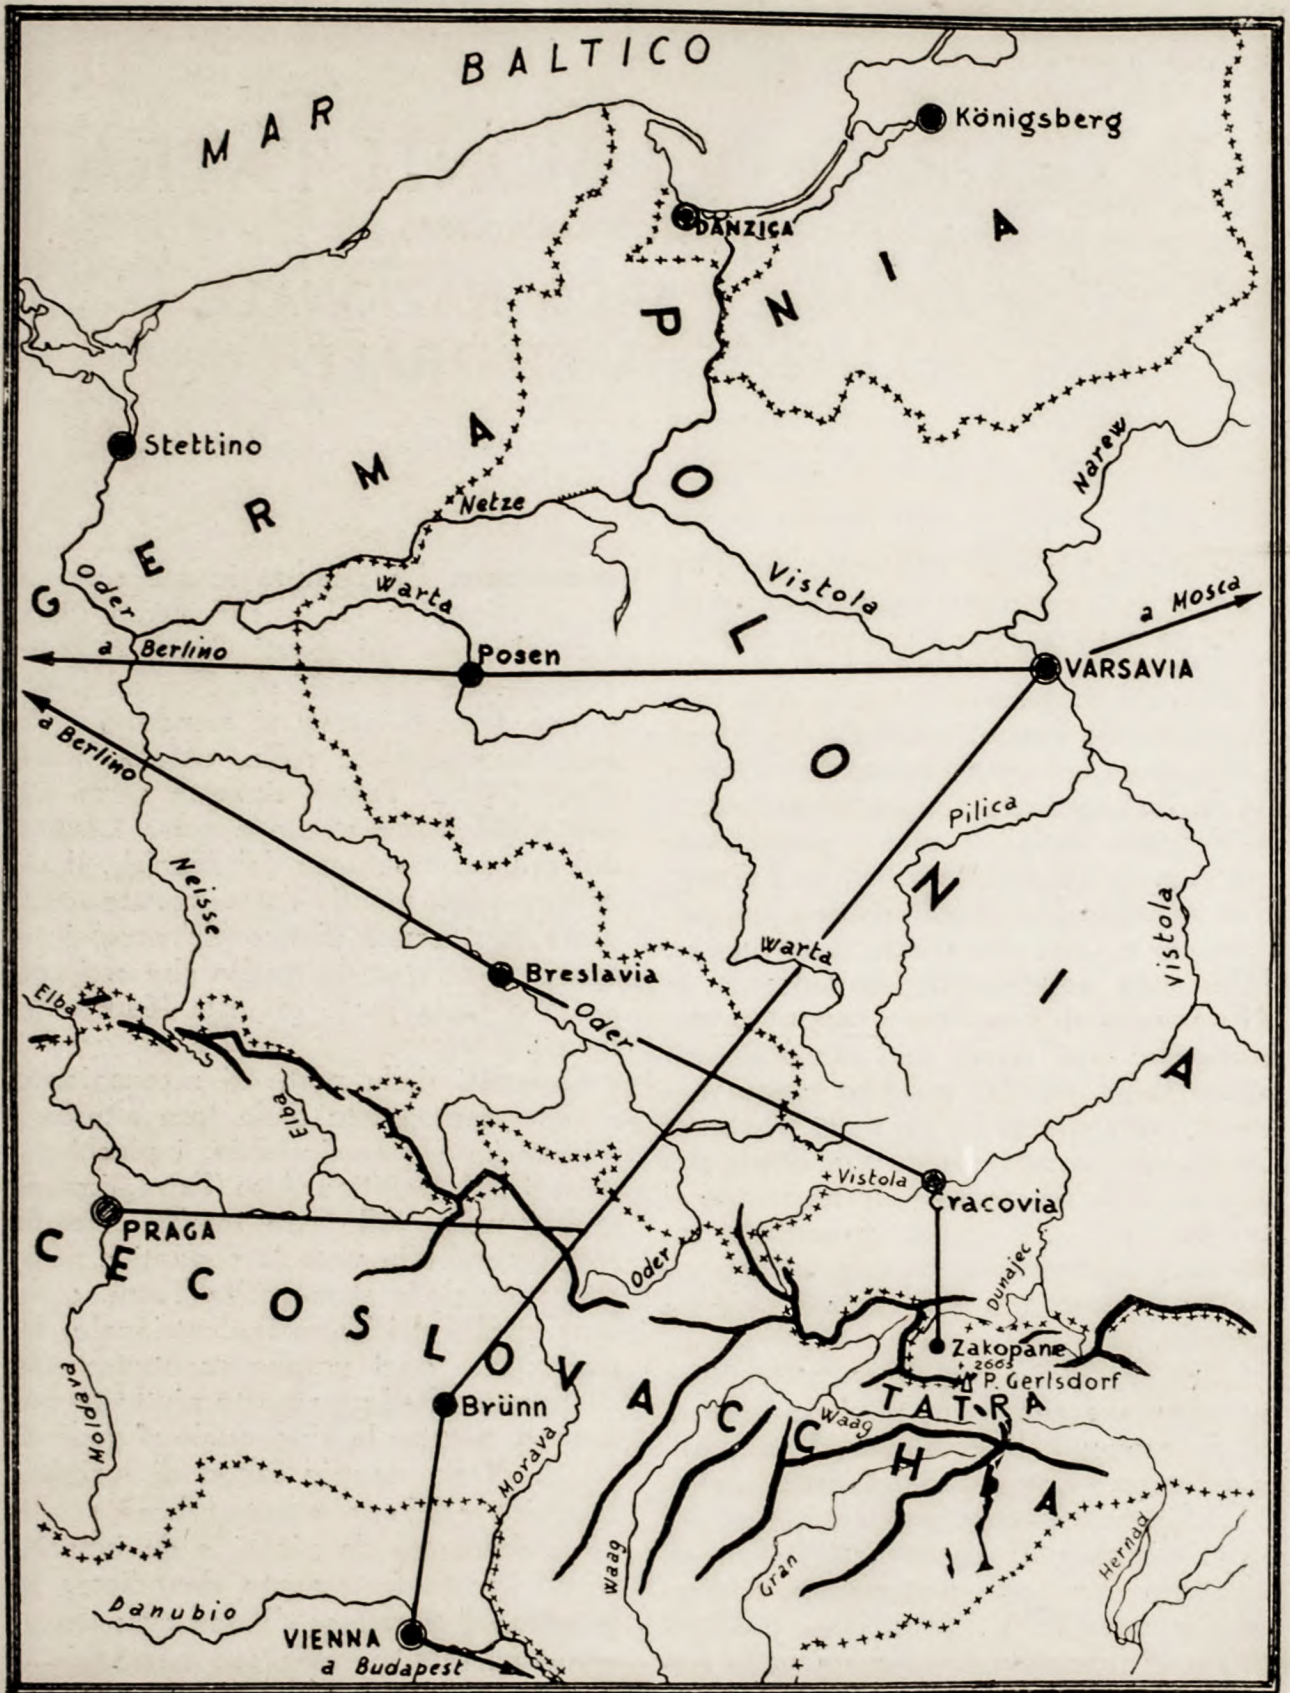 MAR BALTICO
Königsberg
DANZICA
GERMANIA
POLONIA
Stettino
Netze
Narew
Oder
Warta
Vistola
a Mosca
a Berlino
Posen
VARSAVIA
a Berlino
Pilica
Neisse
Warta
Vistola
Elba
Breslavia
Oder
Elba
Vistola
Cracovia
PRAGA
CECOSLOVACCHIA
Oder
Dunajec
Zakopane
P. Gerlsdorf
TATRA
Moldava
Brünn
Waag
Morava
Waag
Gran
Hernad
Danubio
VIENNA
a Budapest